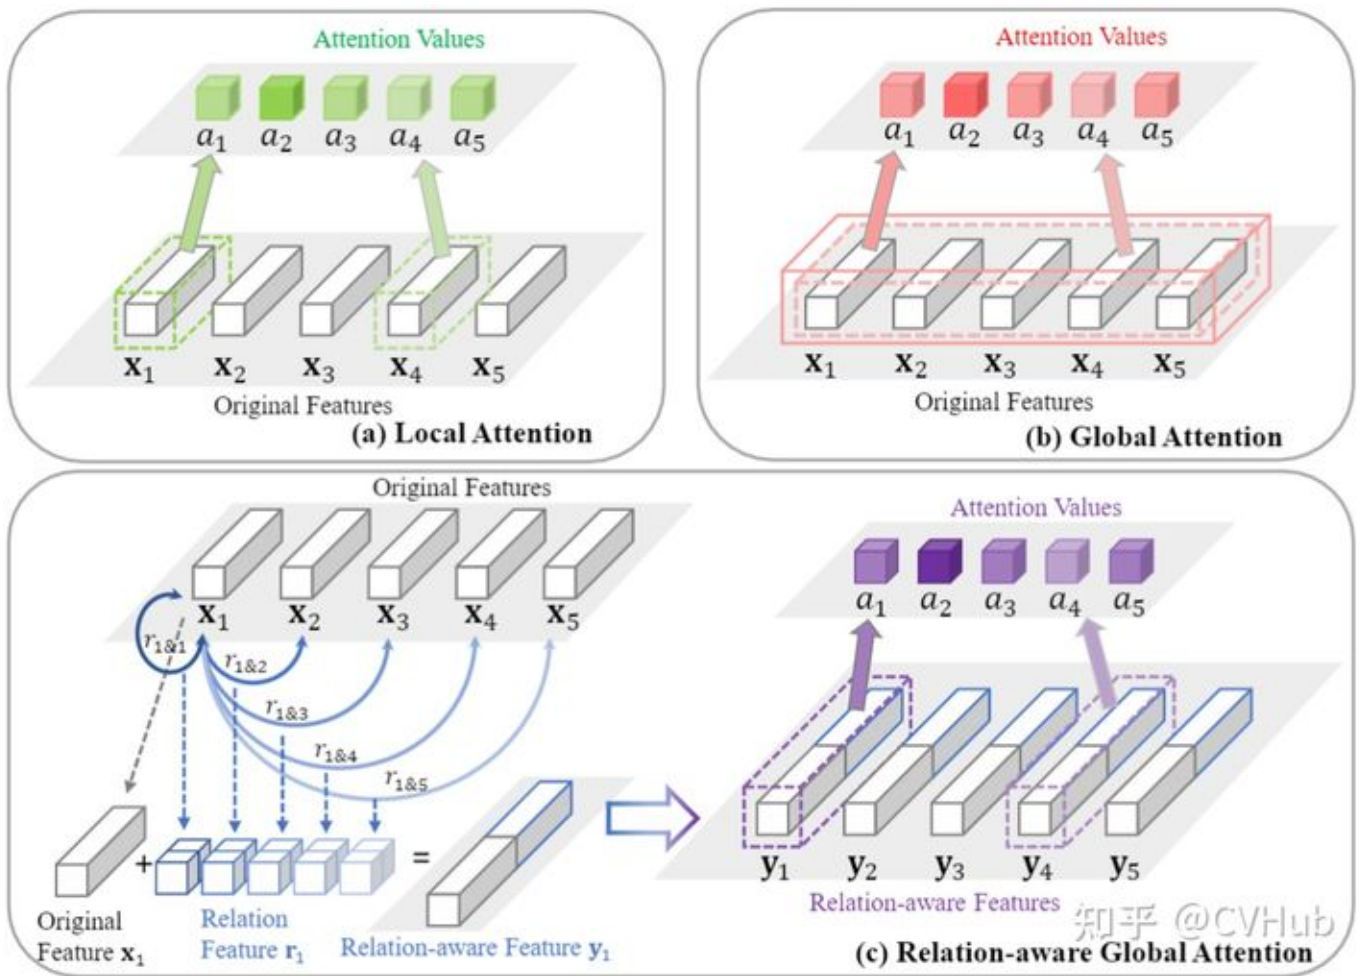 Attention Values
a₁ a₂ a₃ a₄ a₅
x₁ x₂ x₃ x₄ x₅
Original Features
(a) Local Attention
Attention Values
a₁ a₂ a₃ a₄ a₅
x₁ x₂ x₃ x₄ x₅
Original Features
(b) Global Attention
Original Features
x₁ x₂ x₃ x₄ x₅
r₁&₁
r₁&₂
r₁&₃
r₁&₄
r₁&₅
+
=
Original
Feature x₁
Relation
Feature r₁
Relation-aware Feature y₁
Attention Values
a₁ a₂ a₃ a₄ a₅
y₁ y₂ y₃ y₄ y₅
Relation-aware Features
知乎 @CVHub
(c) Relation-aware Global Attention